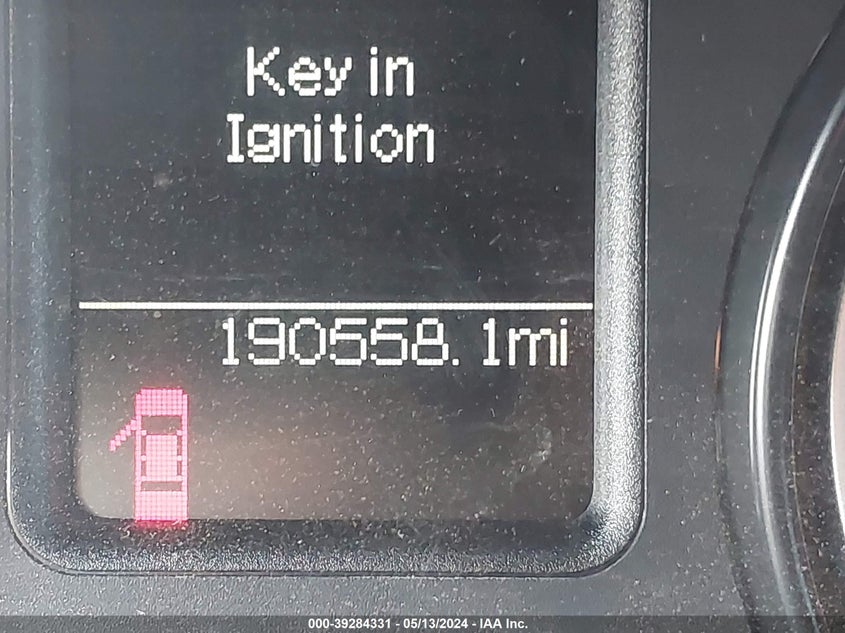 Key in
Ignition
190558.1mi
000-39284331 - 05/13/2024 - IAA Inc.